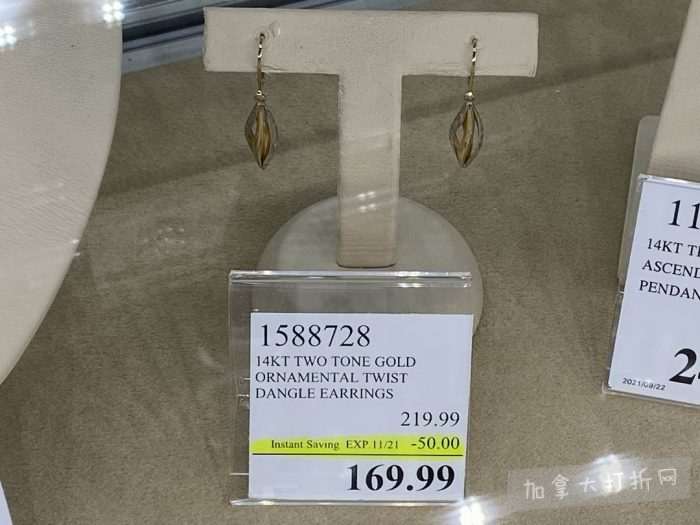 1588728
14KT TWO TONE GOLD
ORNAMENTAL TWIST
DANGLE EARRINGS
219.99
Instant Saving EXP 11/21 -50.00
169.99
11
14KT
ASCEND
PENDAN
2021/09/22
加拿大打折网